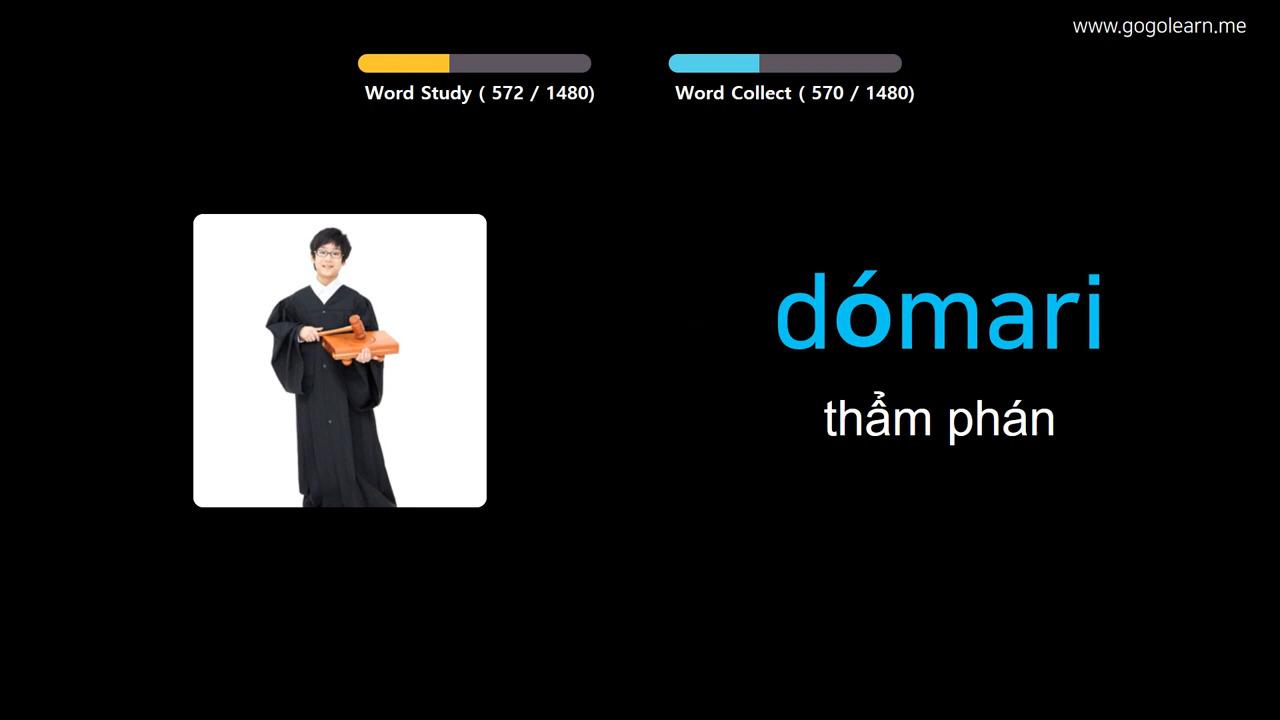 www.gogolearn.me
Word Study ( 572 / 1480)
Word Collect ( 570 / 1480)
dómari
thẩm phán